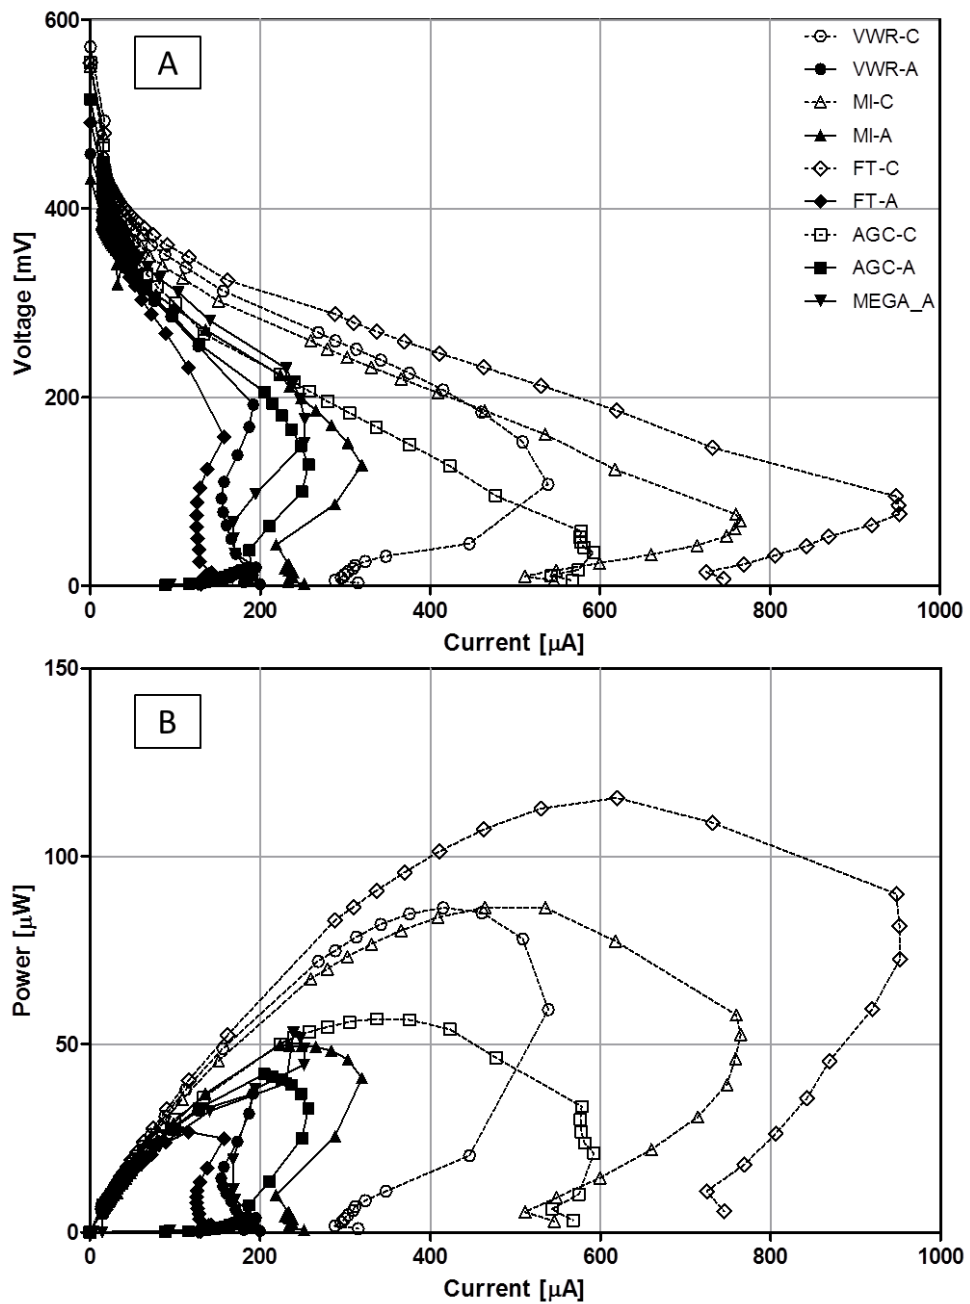 600
A
VWR-C
VWR-A
MI-C
MI-A
FT-C
FT-A
AGC-C
AGC-A
MEGA_A
400
Voltage [mV]
200
0
0 200 400 600 800 1000
Current [µA]
150
B
100
Power [µW]
50
0
0 200 400 600 800 1000
Current [µA]